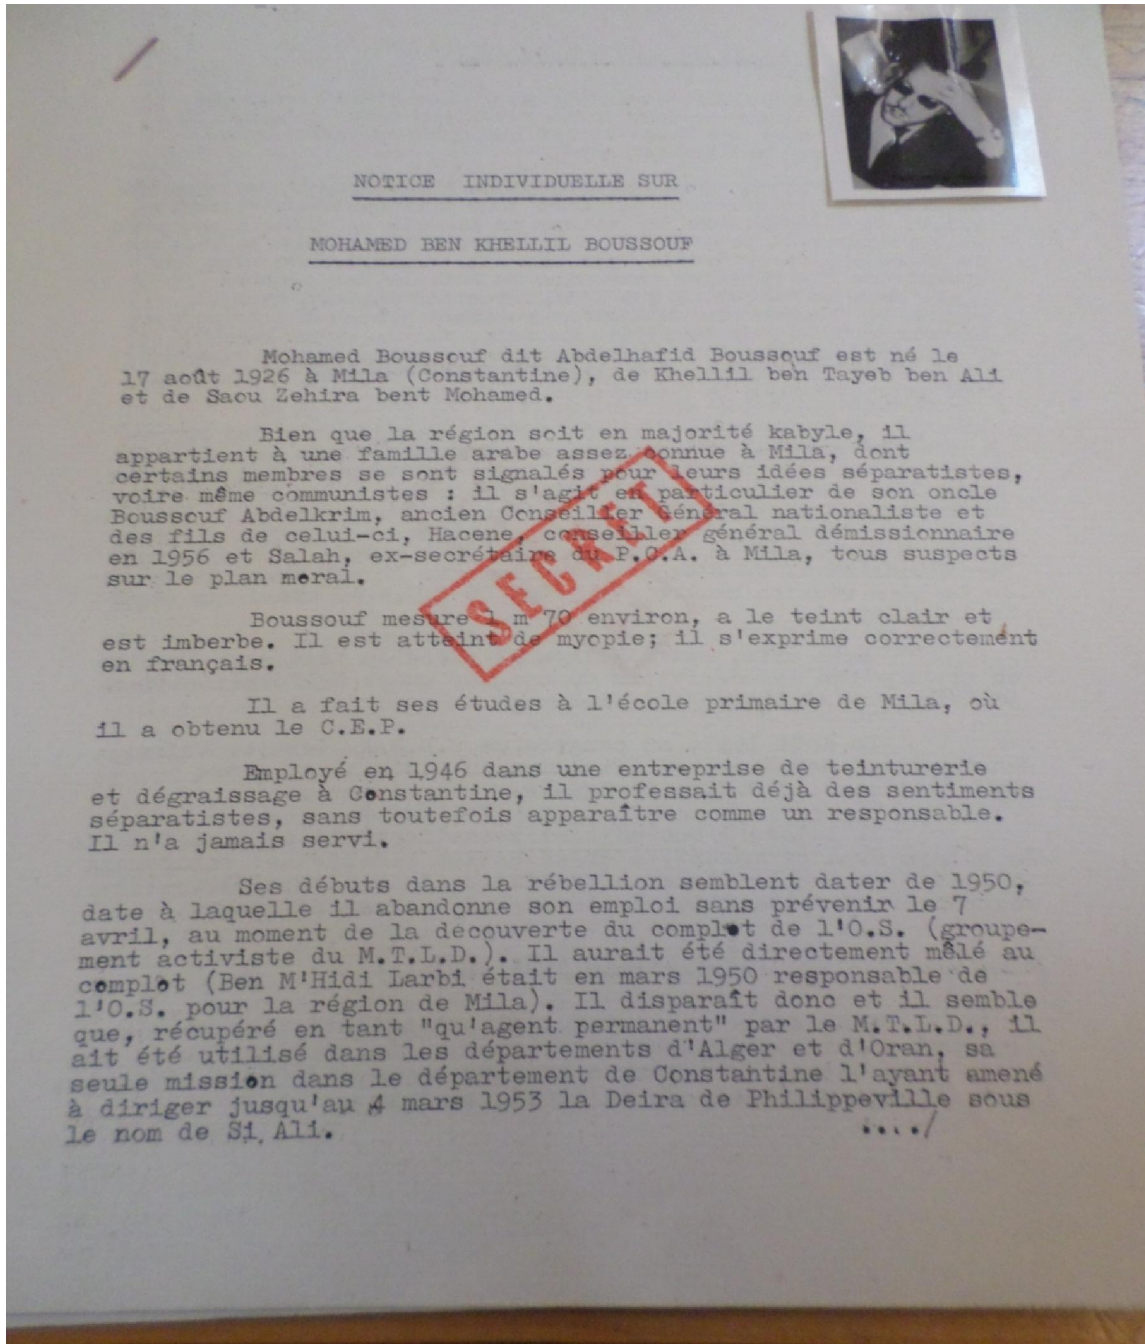 NOTICE INDIVIDUELLE SUR
MOHAMED BEN KHELLIL BOUSSOUF
Mohamed Boussouf dit Abdelhafid Boussouf est né le
17 août 1926 à Mila (Constantine), de Khellil ben Tayeb ben Ali
et de Saou Zehira bent Mohamed.
Bien que la région soit en majorité kabyle, il
appartient à une famille arabe assez connue à Mila, dont
certains membres se sont signalés pour leurs idées séparatistes,
voire même communistes : il s'agit en particulier de son oncle
Boussouf Abdelkrim, ancien Conseiller Général nationaliste et
des fils de celui-ci, Hacene, conseiller général démissionnaire
en 1956 et Salah, ex-secrétaire du P.C.A. à Mila, tous suspects
sur le plan moral.
SECRET
Boussouf mesure 1 m 70 environ, a le teint clair et
est imberbe. Il est atteint de myopie; il s'exprime correctement
en français.
Il a fait ses études à l'école primaire de Mila, où
il a obtenu le C.E.P.
Employé en 1946 dans une entreprise de teinturerie
et dégraissage à Constantine, il professait déjà des sentiments
séparatistes, sans toutefois apparaître comme un responsable.
Il n'a jamais servi.
Ses débuts dans la rébellion semblent dater de 1950,
date à laquelle il abandonne son emploi sans prévenir le 7
avril, au moment de la decouverte du complot de l'O.S. (groupe-
ment activiste du M.T.L.D.). Il aurait été directement mêlé au
complot (Ben M'Hidi Larbi était en mars 1950 responsable de
l'O.S. pour la région de Mila). Il disparaît donc et il semble
que, récupéré en tant "qu'agent permanent" par le M.T.L.D., il
ait été utilisé dans les départements d'Alger et d'Oran, sa
seule mission dans le département de Constantine l'ayant amené
à diriger jusqu'au 4 mars 1953 la Deira de Philippeville sous
le nom de Si Ali.
..../